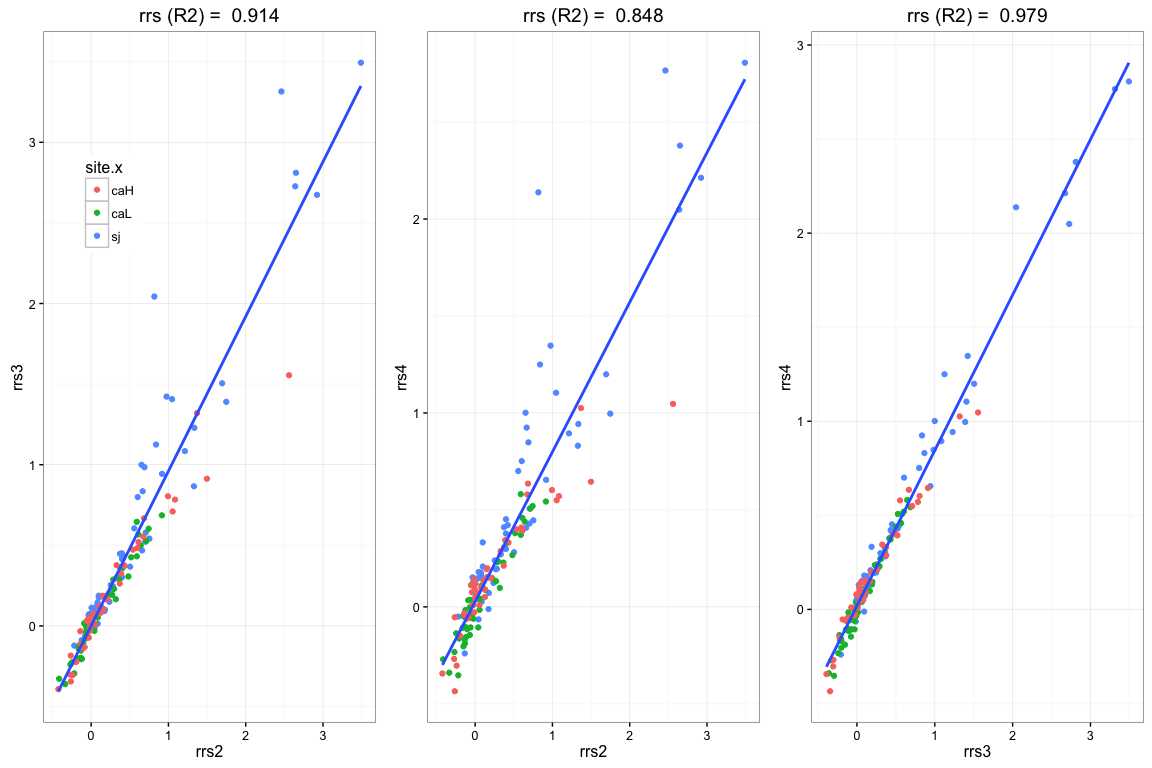 rrs (R2) =  0.914
rrs3
3
2
1
0
site.x
caH
caL
sj
0 1 2 3
rrs2
rrs (R2) =  0.848
rrs4
2
1
0
0 1 2 3
rrs2
rrs (R2) =  0.979
rrs4
3
2
1
0
0 1 2 3
rrs3